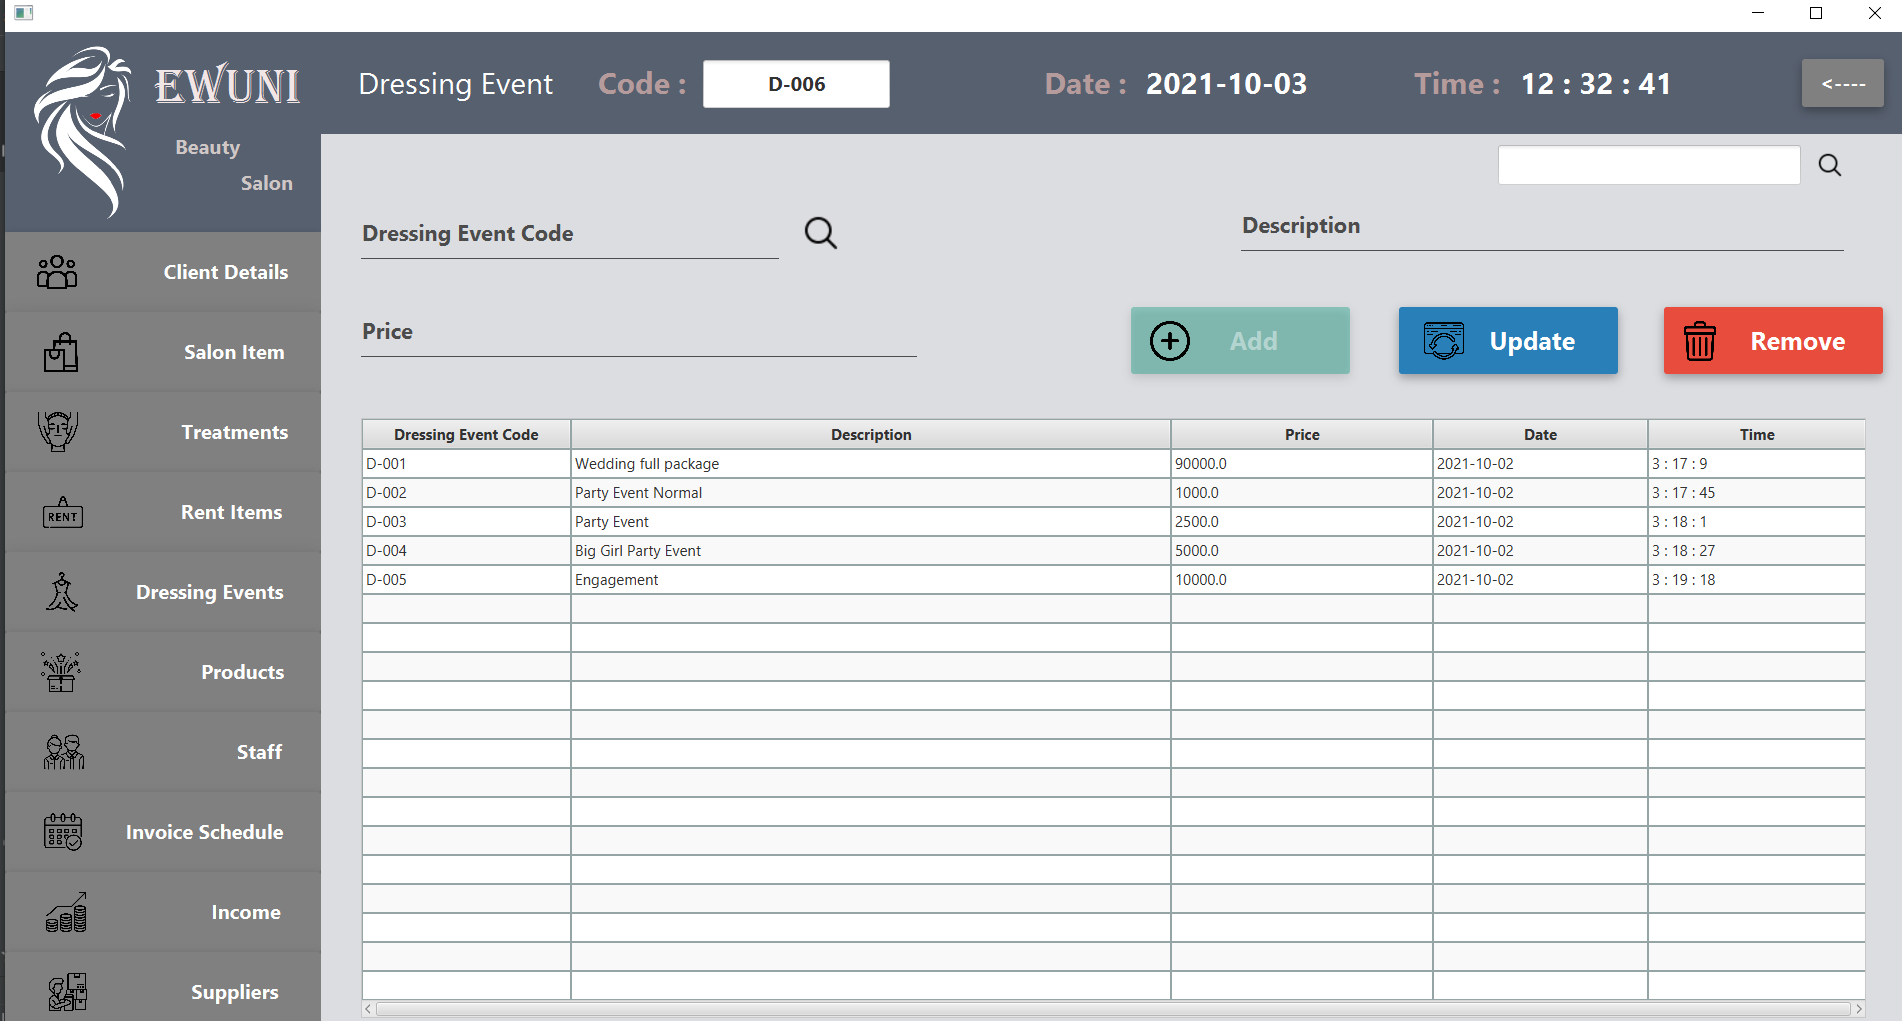 EWUNI
Beauty
Salon
Dressing Event Code : D-006 Date : 2021-10-03 Time : 12 : 32 : 41 <----
Client Details
Salon Item
Treatments
RENT
Rent Items
Dressing Events
Products
Staff
Invoice Schedule
Income
Suppliers
Dressing Event Code
Description
Price
Add Update Remove
Dressing Event Code Description Price Date Time
D-001 Wedding full package 90000.0 2021-10-02 3 : 17 : 9
D-002 Party Event Normal 1000.0 2021-10-02 3 : 17 : 45
D-003 Party Event 2500.0 2021-10-02 3 : 18 : 1
D-004 Big Girl Party Event 5000.0 2021-10-02 3 : 18 : 27
D-005 Engagement 10000.0 2021-10-02 3 : 19 : 18